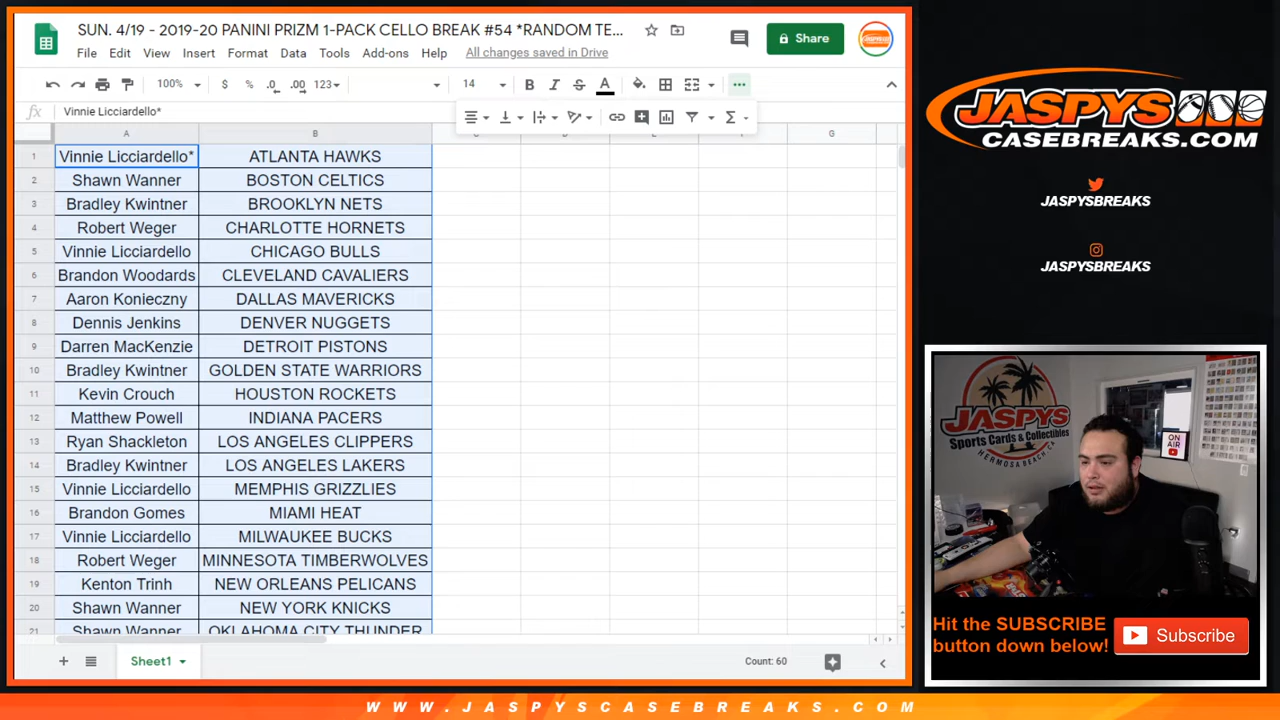 SUN. 4/19 - 2019-20 PANINI PRIZM 1-PACK CELLO BREAK #54 *RANDOM TE...
File Edit View Insert Format Data Tools Add-ons Help All changes saved in Drive
Share
100% $ % .0 .00 123 14 B I S A
fx Vinnie Licciardello*
A B C D E F G
1 Vinnie Licciardello* ATLANTA HAWKS
2 Shawn Wanner BOSTON CELTICS
3 Bradley Kwintner BROOKLYN NETS
4 Robert Weger CHARLOTTE HORNETS
5 Vinnie Licciardello CHICAGO BULLS
6 Brandon Woodards CLEVELAND CAVALIERS
7 Aaron Konieczny DALLAS MAVERICKS
8 Dennis Jenkins DENVER NUGGETS
9 Darren MacKenzie DETROIT PISTONS
10 Bradley Kwintner GOLDEN STATE WARRIORS
11 Kevin Crouch HOUSTON ROCKETS
12 Matthew Powell INDIANA PACERS
13 Ryan Shackleton LOS ANGELES CLIPPERS
14 Bradley Kwintner LOS ANGELES LAKERS
15 Vinnie Licciardello MEMPHIS GRIZZLIES
16 Brandon Gomes MIAMI HEAT
17 Vinnie Licciardello MILWAUKEE BUCKS
18 Robert Weger MINNESOTA TIMBERWOLVES
19 Kenton Trinh NEW ORLEANS PELICANS
20 Shawn Wanner NEW YORK KNICKS
21 Shawn Wanner OKLAHOMA CITY THUNDER
Sheet1
Count: 60
JASPYS
CASEBREAKS.COM
JASPYSBREAKS
JASPYSBREAKS
JASPYS
Sports Cards & Collectibles
HERMOSA BEACH, CA
ON AIR
Hit the SUBSCRIBE
button down below!
Subscribe
WWW.JASPYSCASEBREAKS.COM